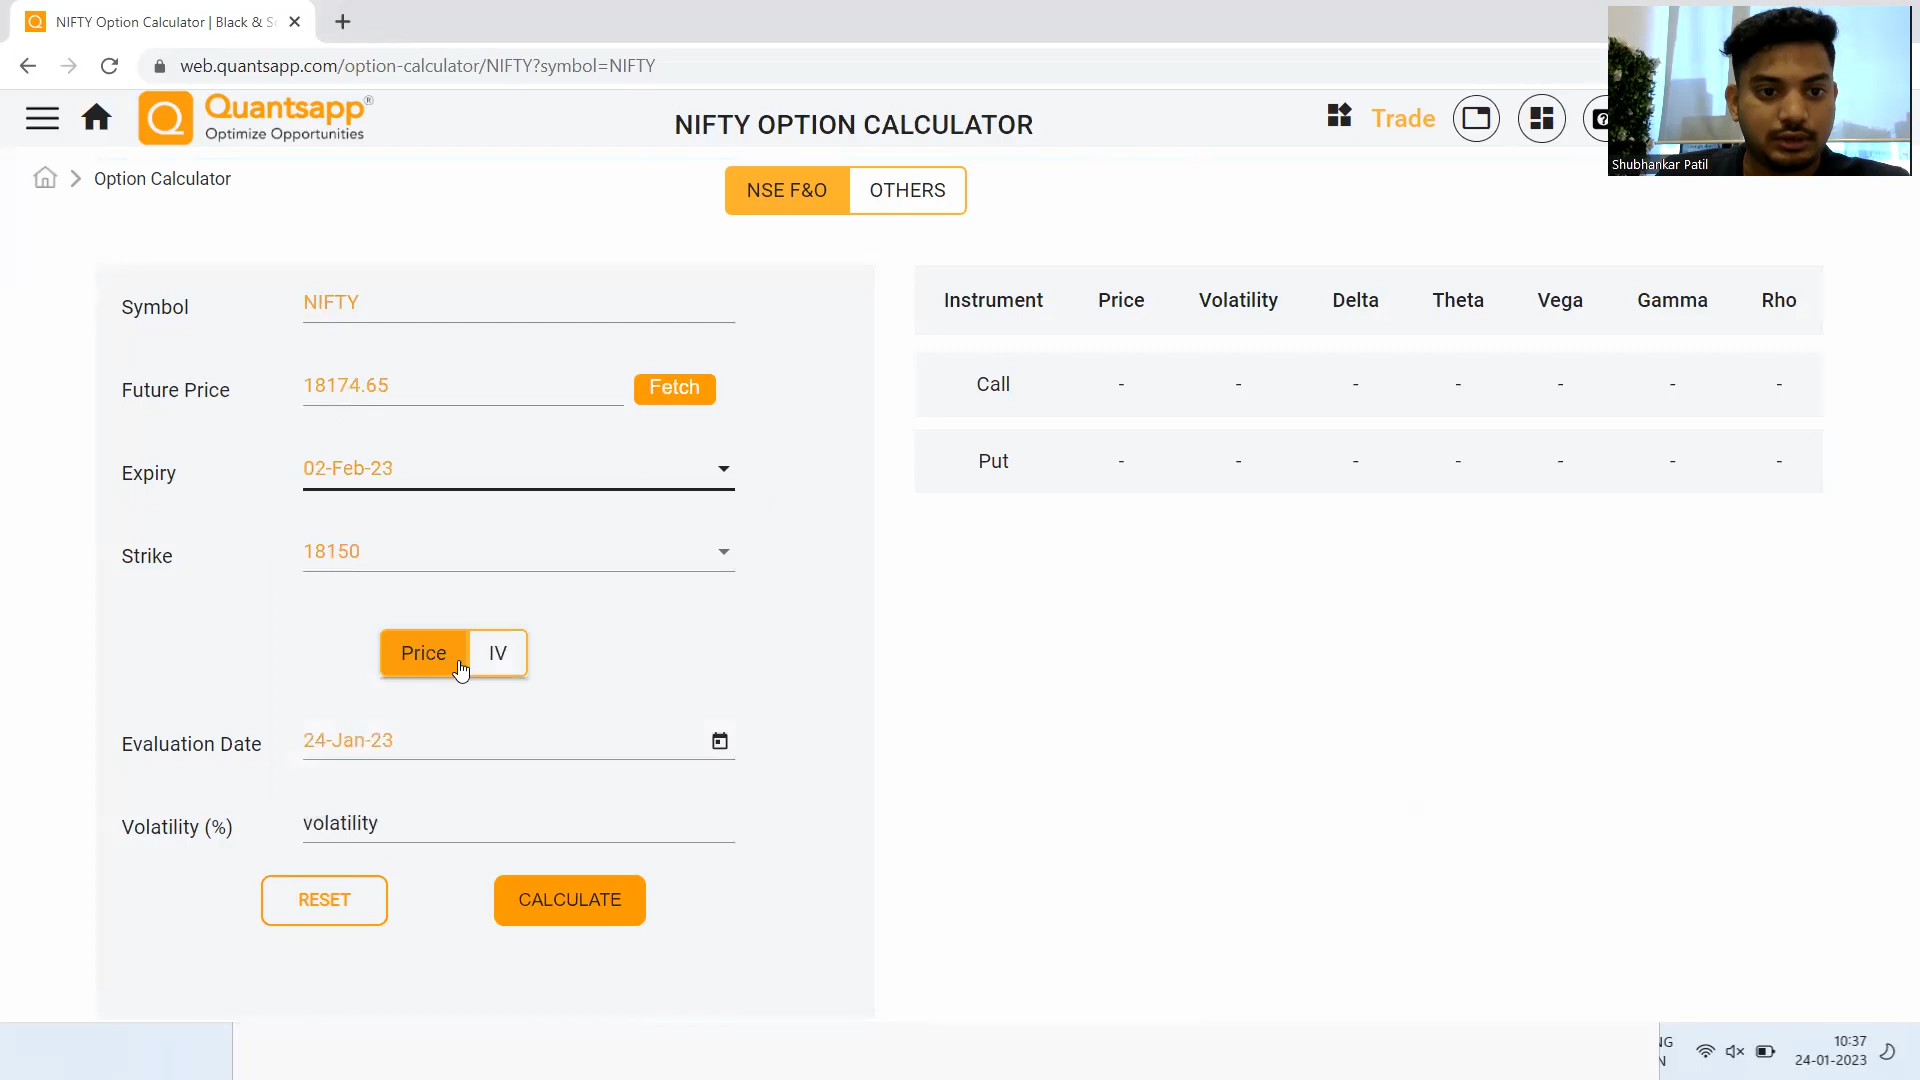 NIFTY Option Calculator | Black & S
web.quantsapp.com/option-calculator/NIFTY?symbol=NIFTY
Quantsapp®
Optimize Opportunities
NIFTY OPTION CALCULATOR
Trade
Shubhankar Patil
Option Calculator
NSE F&O OTHERS
Symbol NIFTY
Future Price 18174.65 Fetch
Expiry 02-Feb-23
Strike 18150
Price IV
Evaluation Date 24-Jan-23
Volatility (%) volatility
RESET CALCULATE
Instrument Price Volatility Delta Theta Vega Gamma Rho
Call - - - - - - -
Put - - - - - - -
10:37
24-01-2023